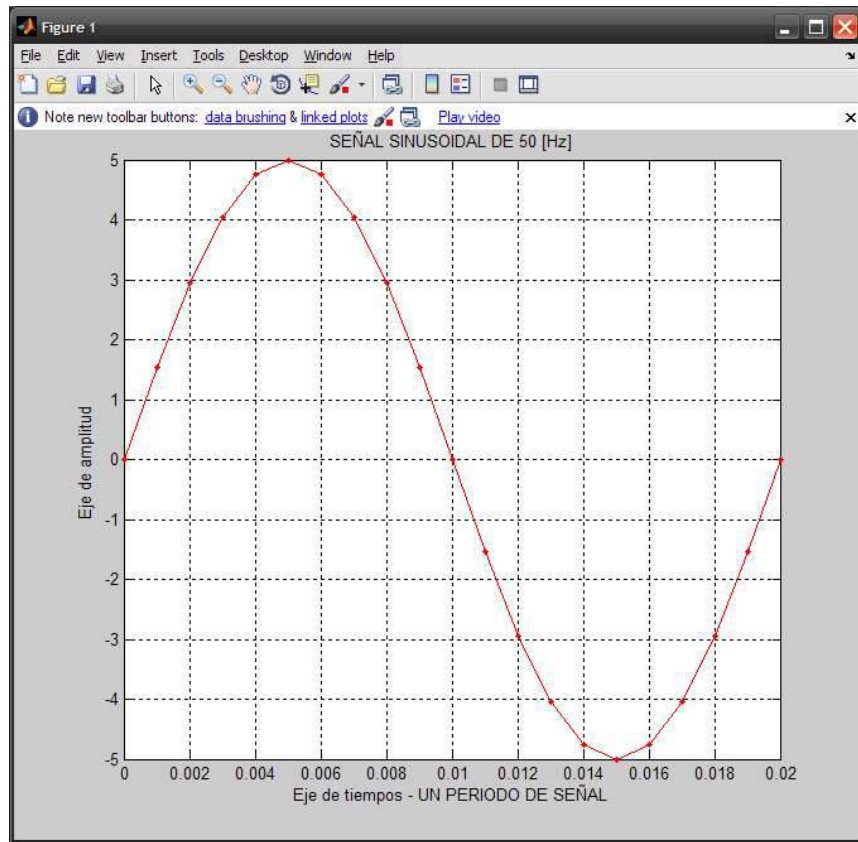 Figure 1
File Edit View Insert Tools Desktop Window Help
Note new toolbar buttons: data brushing & linked plots Play video
SEÑAL SINUSOIDAL DE 50 [Hz]
5
4
3
2
1
0
-1
-2
-3
-4
-5
Eje de amplitud
0 0.002 0.004 0.006 0.008 0.01 0.012 0.014 0.016 0.018 0.02
Eje de tiempos - UN PERIODO DE SEÑAL